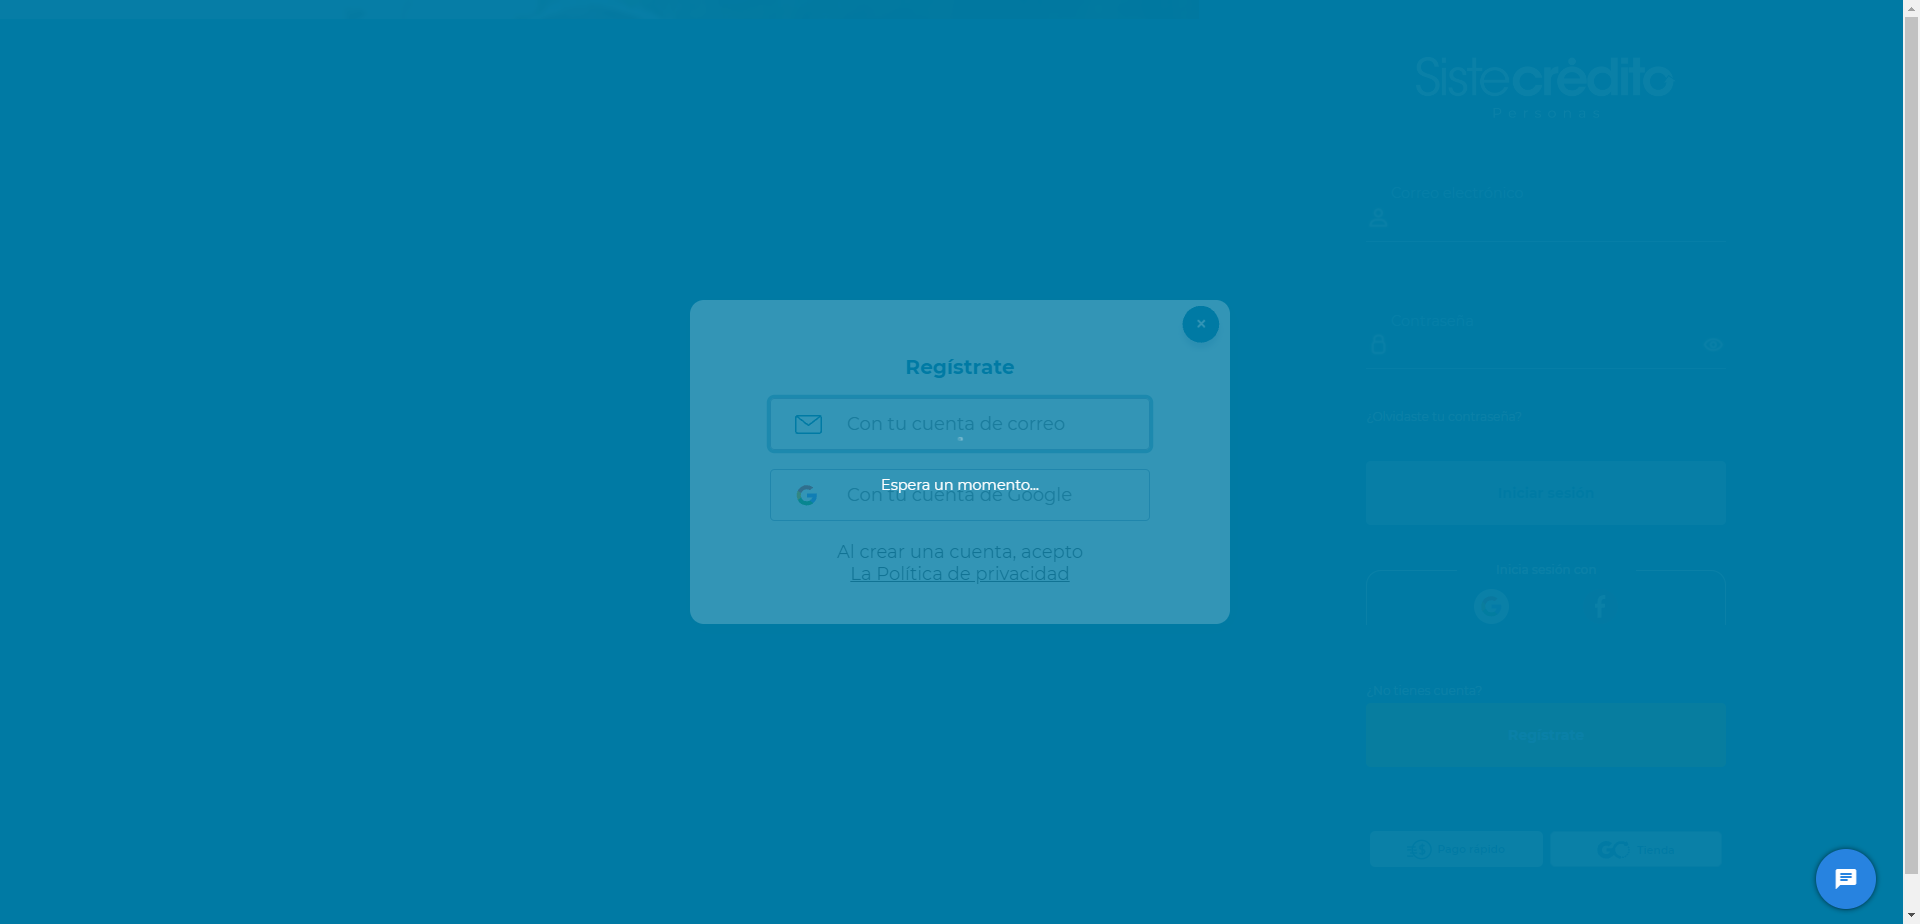 Sistecrédito
Personas
Correo electrónico
Contraseña
¿Olvidaste tu contraseña?
Iniciar sesión
Inicia sesión con
¿No tienes cuenta?
Regístrate
Pago rápido
Tienda
Regístrate
Con tu cuenta de correo
Espera un momento...
Con tu cuenta de Google
Al crear una cuenta, acepto
La Política de privacidad